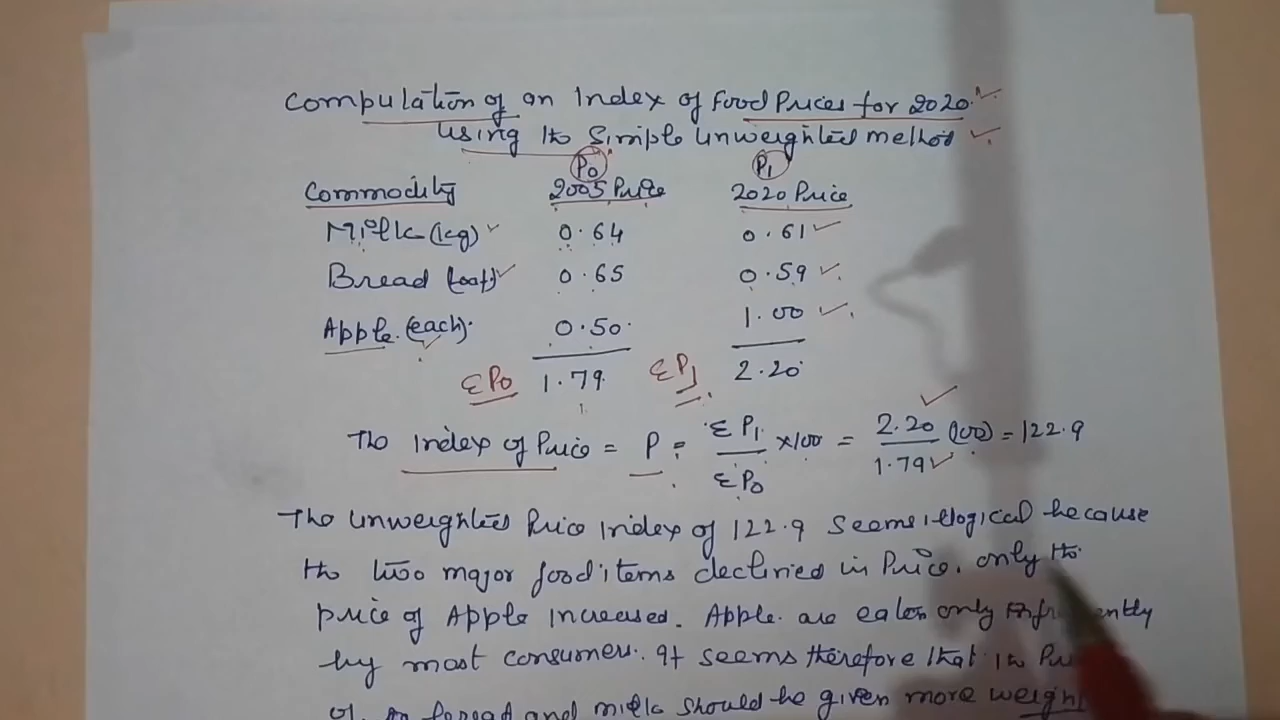 Computation of an Index of Food Prices for 2020.
Using the Simple Unweighted method
P0 P1
Commodity 2005 Price 2020 Price
Milk (kg) 0.64 0.61
Bread (loaf) 0.65 0.59
Apple (each). 0.50 1.00
ΣP0 1.79 ΣP1 2.20
The Index of Price = P = ΣP1/ΣP0 ×100 = 2.20/1.79 (100) = 122.9
The Unweighted Price Index of 122.9 Seems illogical because
the two major food items declined in Price. only the
price of Apple Increased. Apple are eaten only
by most consumers. It seems therefore that the
of bread and milk should be given more weight